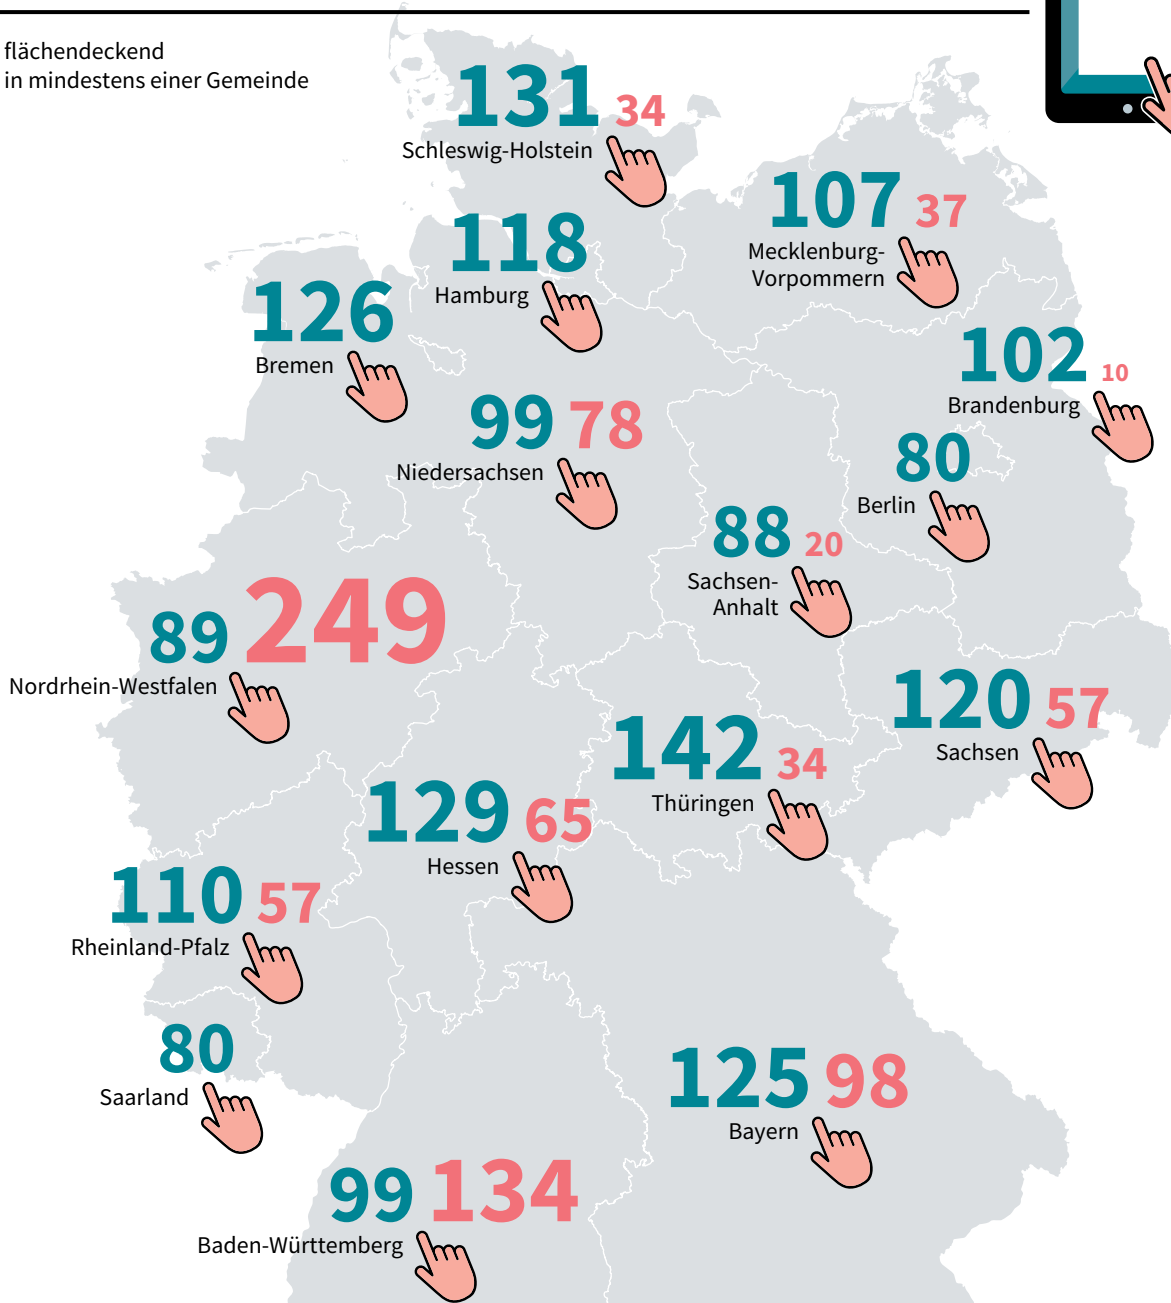 flächendeckend
in mindestens einer Gemeinde
131 34
Schleswig-Holstein
107 37
Mecklenburg-
Vorpommern
118
Hamburg
126
Bremen
102 10
Brandenburg
99 78
Niedersachsen
80
Berlin
88 20
Sachsen-
Anhalt
89 249
Nordrhein-Westfalen
120 57
Sachsen
142 34
Thüringen
129 65
Hessen
110 57
Rheinland-Pfalz
80
Saarland
125 98
Bayern
99 134
Baden-Württemberg